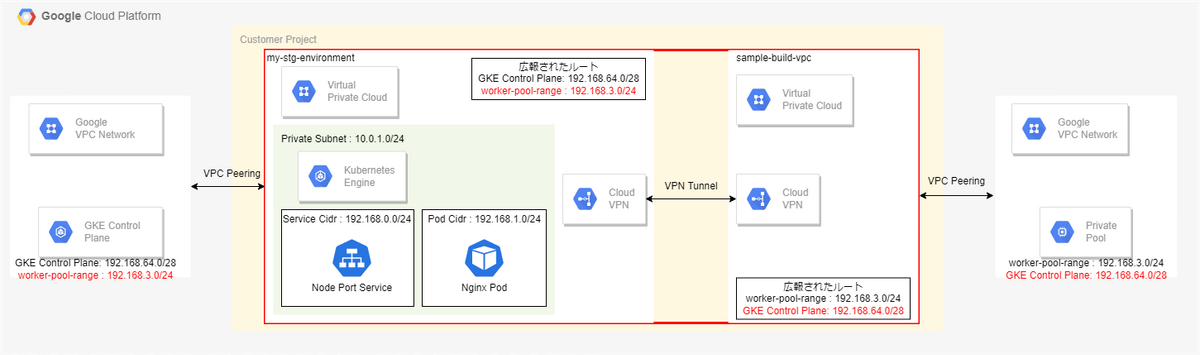 Google Cloud Platform
Customer Project
my-stg-environment
Virtual
Private Cloud
広報されたルート
GKE Control Plane: 192.168.64.0/28
worker-pool-range : 192.168.3.0/24
sample-build-vpc
Virtual
Private Cloud
Google
VPC Network
VPC Peering
GKE Control
Plane
GKE Control Plane: 192.168.64.0/28
worker-pool-range : 192.168.3.0/24
Private Subnet : 10.0.1.0/24
Kubernetes
Engine
Service Cidr : 192.168.0.0/24
Node Port Service
Pod Cidr : 192.168.1.0/24
Nginx Pod
Cloud
VPN
VPN Tunnel
Cloud
VPN
広報されたルート
worker-pool-range : 192.168.3.0/24
GKE Control Plane: 192.168.64.0/28
VPC Peering
Google
VPC Network
Private
Pool
worker-pool-range : 192.168.3.0/24
GKE Control Plane: 192.168.64.0/28